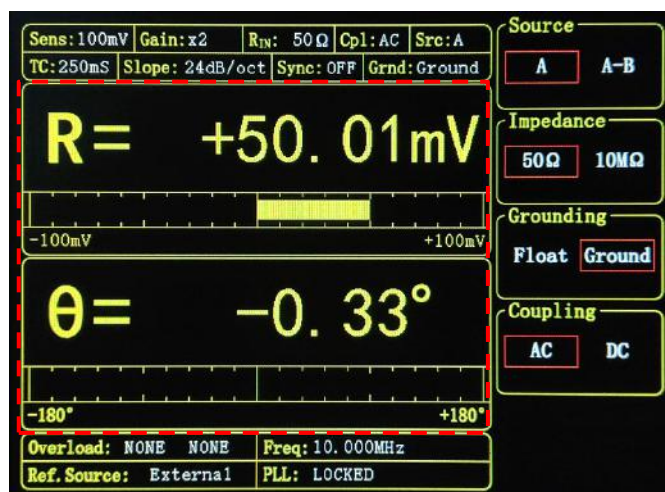 Sens:100mV Gain:x2 RIN: 50Ω Cpl:AC Src:A
TC:250mS Slope:24dB/oct Sync:OFF Grnd:Ground
R= +50.01mV
-100mV +100mV
θ= -0.33°
-180° +180°
Overload: NONE NONE Freq:10.000MHz
Ref.Source: External PLL: LOCKED
Source
A A-B
Impedance
50Ω 10MΩ
Grounding
Float Ground
Coupling
AC DC